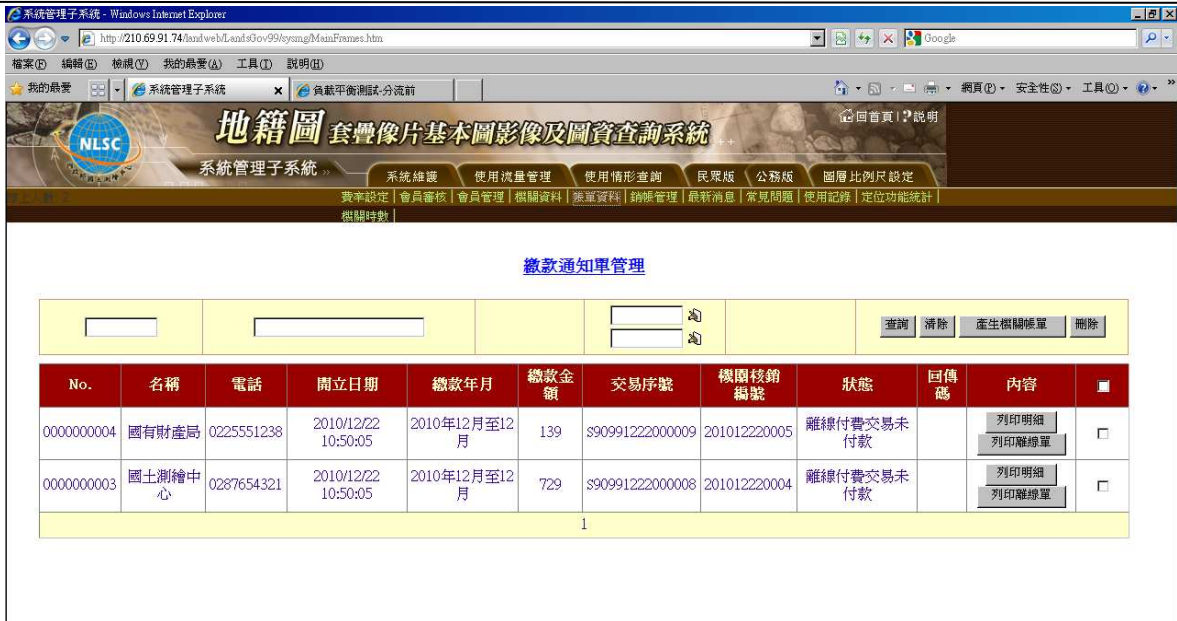 系統管理子系統 - Windows Internet Explorer
http://210.69.91.74/landweb/LandsGov99/sysmg/MainFrames.htm
Google
檔案(F) 編輯(E) 檢視(V) 我的最愛(A) 工具(T) 說明(H)
我的最愛 系統管理子系統 x 負載平衡測試-分流前 網頁(P) 安全性(S) 工具(O)
NLSC
地籍圖 套疊像片基本圖影像及圖資查詢系統
回首頁 | ?說明
系統管理子系統 »
系統維護 使用流量管理 使用情形查詢 民眾版 公務版 圖層比例尺設定
費率設定 | 會員審核 | 會員管理 | 機關資料 | 帳單資料 | 銷帳管理 | 最新消息 | 常見問題 | 使用記錄 | 定位功能統計 |
機關時數 |
繳款通知單管理
查詢 清除 產生機關帳單 刪除
No. 名稱 電話 開立日期 繳款年月 繳款金額 交易序號 機關核銷編號 狀態 回傳碼 內容
0000000004 國有財產局 0225551238 2010/12/22 10:50:05 2010年12月至12月 139 S90991222000009 201012220005 離線付費交易未付款 列印明細 列印離線單
0000000003 國土測繪中心 0287654321 2010/12/22 10:50:05 2010年12月至12月 729 S90991222000008 201012220004 離線付費交易未付款 列印明細 列印離線單
1